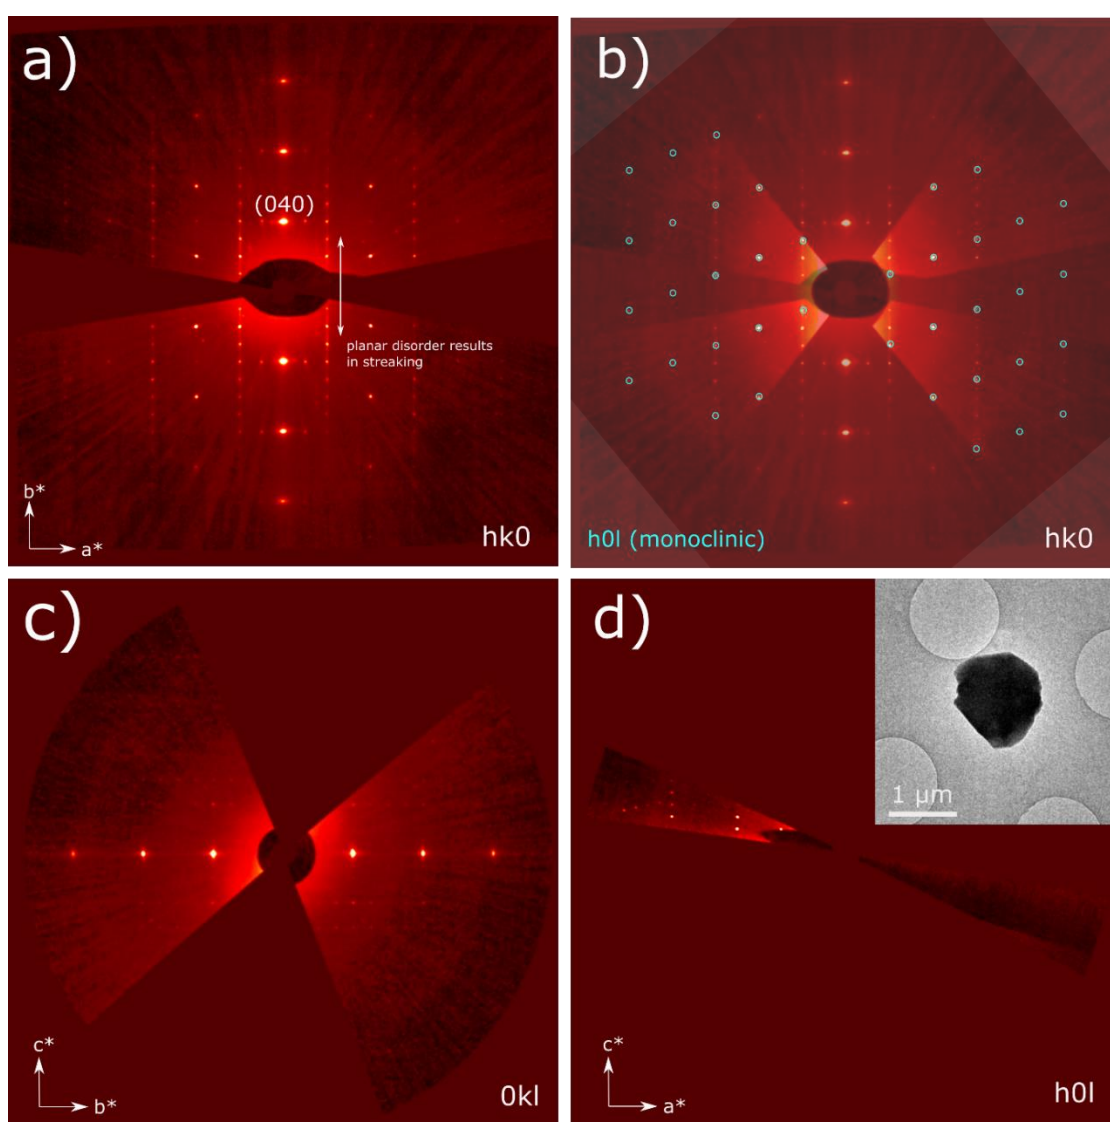 a)
(040)
planar disorder results
in streaking
b*
a*
hk0
b)
h0l (monoclinic)
hk0
c)
c*
b*
0kl
d)
1 μm
c*
a*
h0l